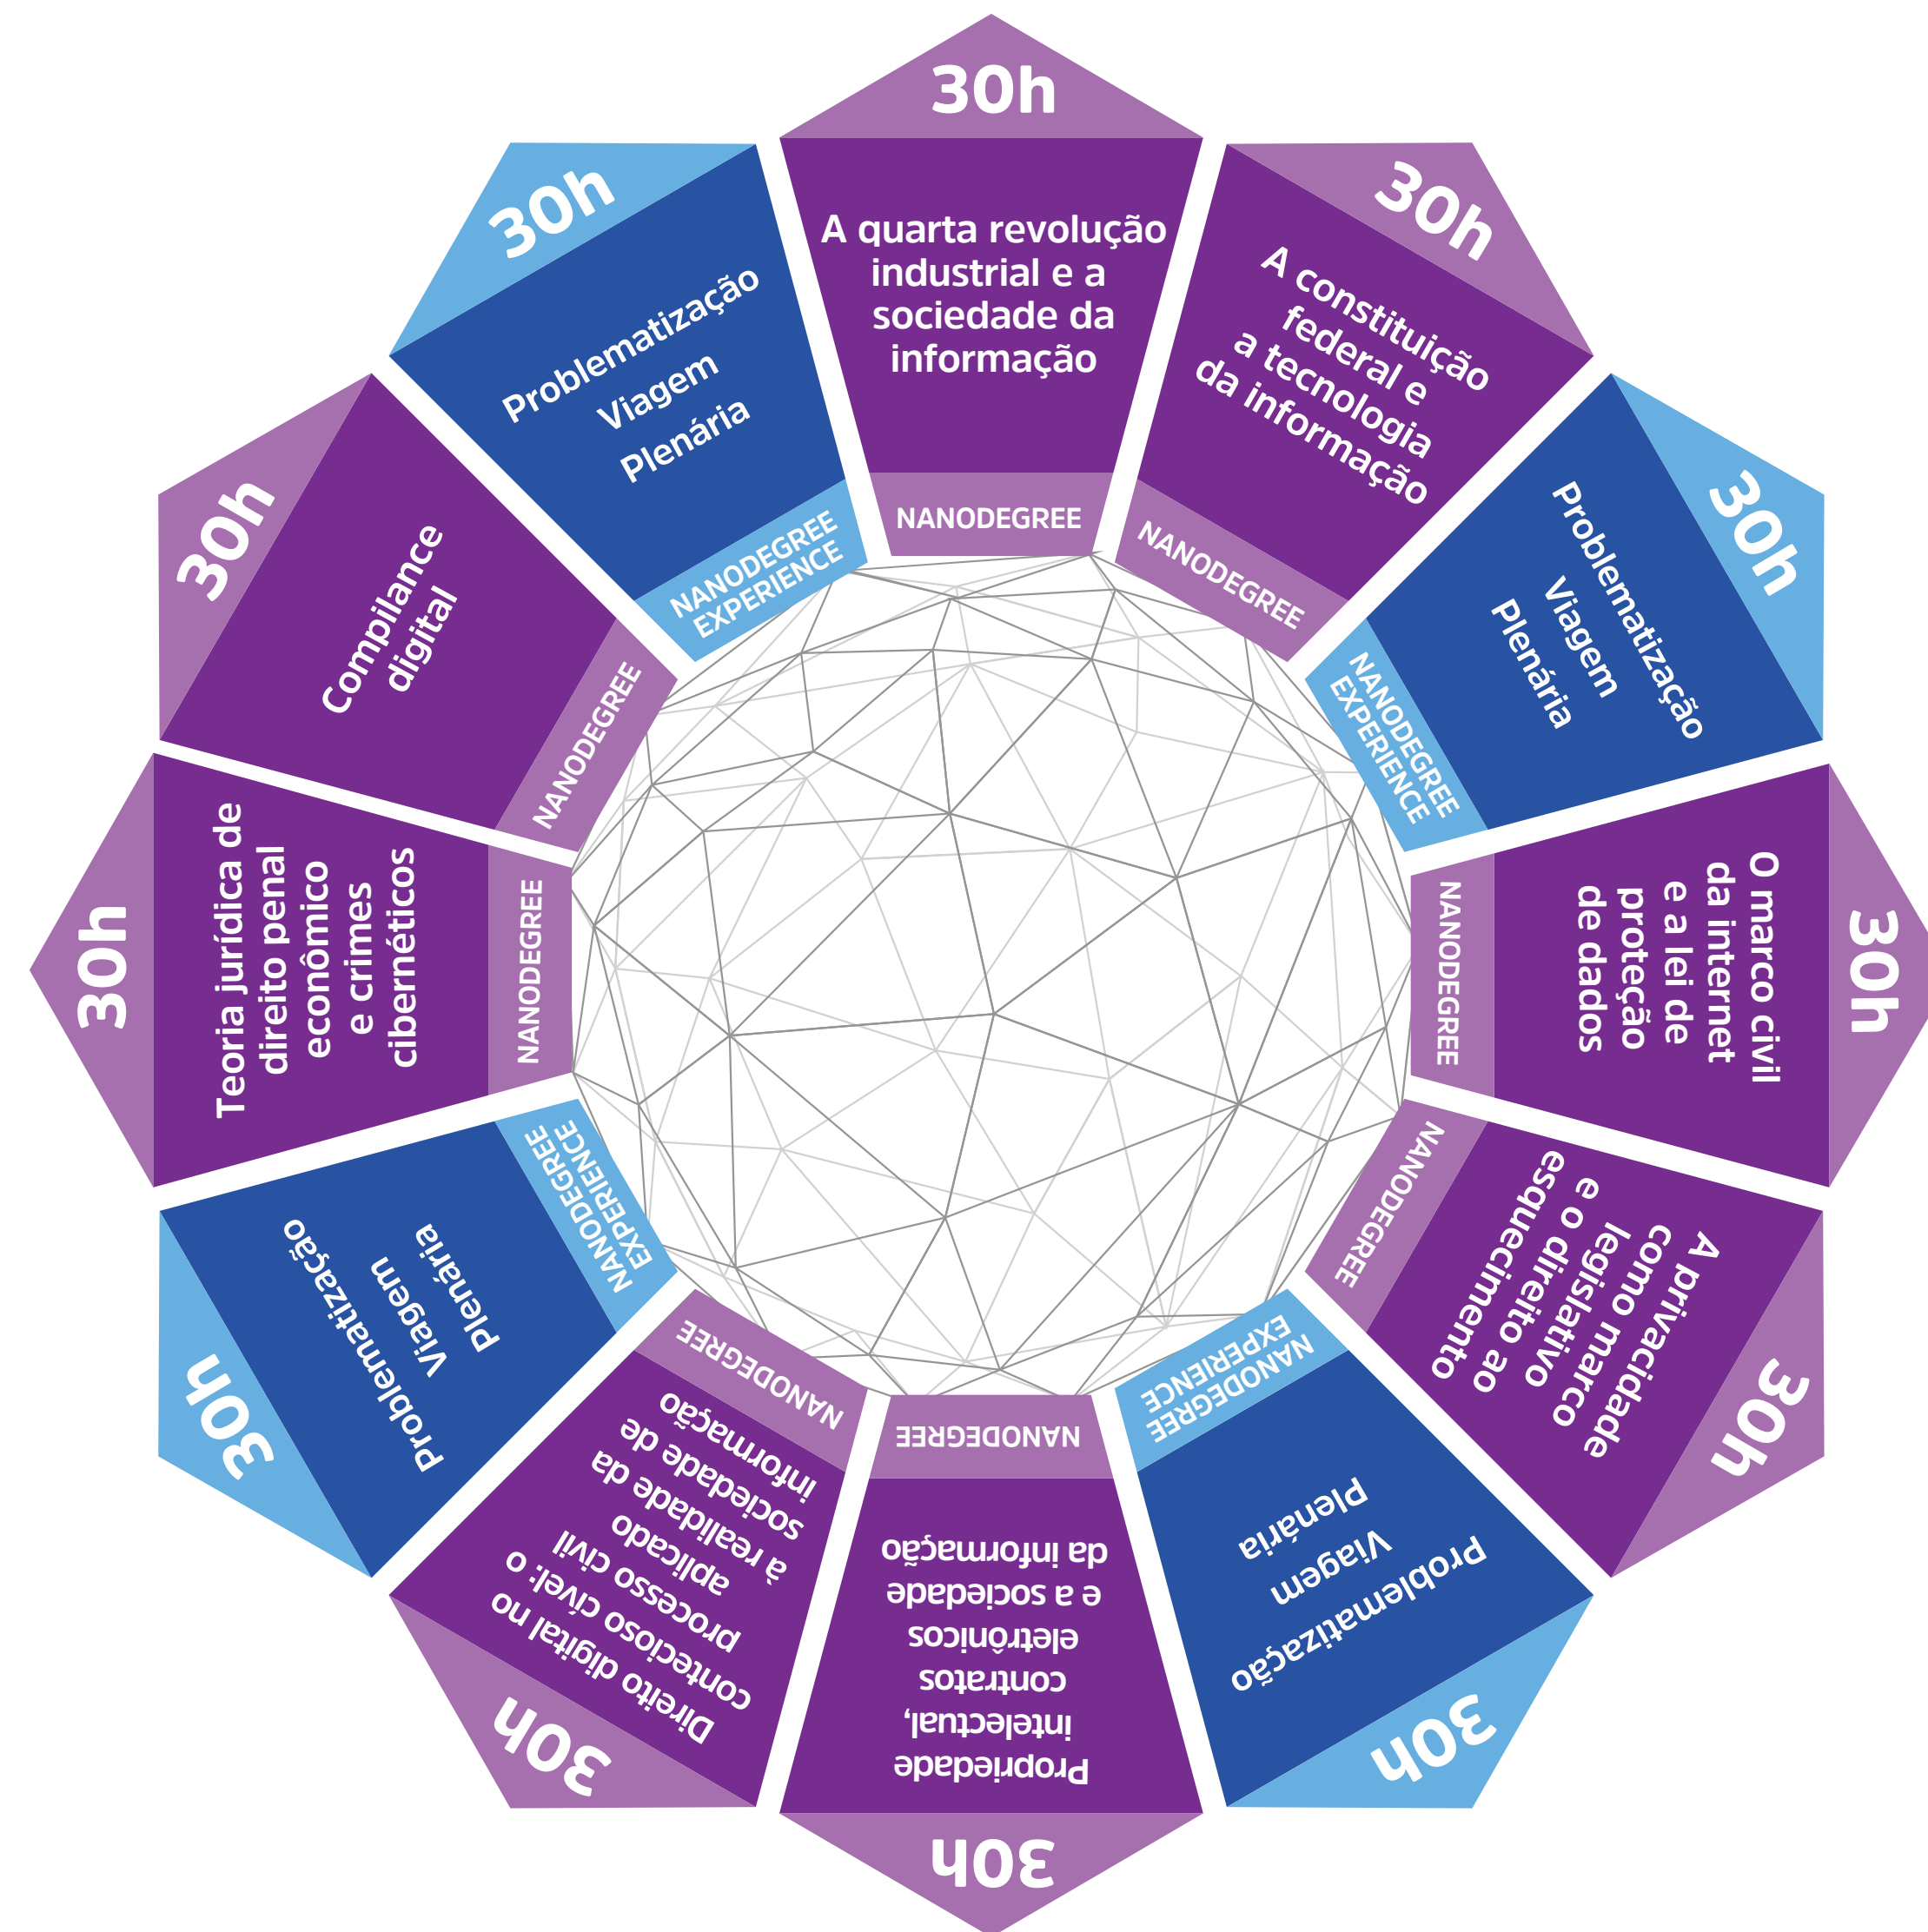 30h
A quarta revolução
industrial e a
sociedade da
informação
NANODEGREE
30h
A constituição
federal e
a tecnologia
da informação
NANODEGREE
30h
Problematização
Viagem
Plenária
NANODEGREE
EXPERIENCE
30h
O marco civil
da internet
e a lei de
proteção
de dados
NANODEGREE
30h
A privacidade
como marco
legislativo
e o direito ao
esquecimento
NANODEGREE
30h
Problematização
Viagem
Plenária
NANODEGREE
EXPERIENCE
30h
Propriedade
intelectual,
contratos
eletrônicos
e a sociedade
da informação
NANODEGREE
30h
Direito digital no
contecioso cível: o
processo civil
aplicado
à realidade da
sociedade de
informação
NANODEGREE
30h
Problematização
Viagem
Plenária
NANODEGREE
EXPERIENCE
30h
Teoria jurídica de
direito penal
econômico
e crimes
cibernéticos
NANODEGREE
30h
Compilance
digital
NANODEGREE
30h
Problematização
Viagem
Plenária
NANODEGREE
EXPERIENCE